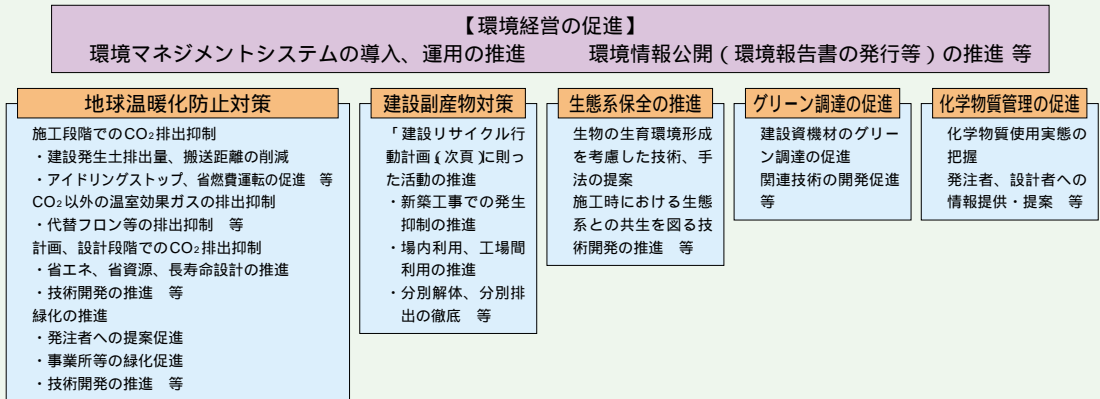 【環境経営の促進】
環境マネジメントシステムの導入、運用の推進　　環境情報公開（環境報告書の発行等）の推進 等
地球温暖化防止対策
施工段階でのCO₂排出抑制
・建設発生土排出量、搬送距離の削減
・アイドリングストップ、省燃費運転の促進　等
CO₂以外の温室効果ガスの排出抑制
・代替フロン等の排出抑制　等
計画、設計段階でのCO₂排出抑制
・省エネ、省資源、長寿命設計の推進
・技術開発の推進　等
緑化の推進
・発注者への提案促進
・事業所等の緑化促進
・技術開発の推進　等
建設副産物対策
「建設リサイクル行
動計画」（次頁）に則っ
た活動の推進
・新築工事での発生
抑制の推進
・場内利用、工場間
利用の推進
・分別解体、分別排
出の徹底　等
生態系保全の推進
生物の生育環境形成
を考慮した技術、手
法の提案
施工時における生態
系との共生を図る技
術開発の推進　等
グリーン調達の促進
建設資機材のグリー
ン調達の促進
関連技術の開発促進
等
化学物質管理の促進
化学物質使用実態の
把握
発注者、設計者への
情報提供・提案　等